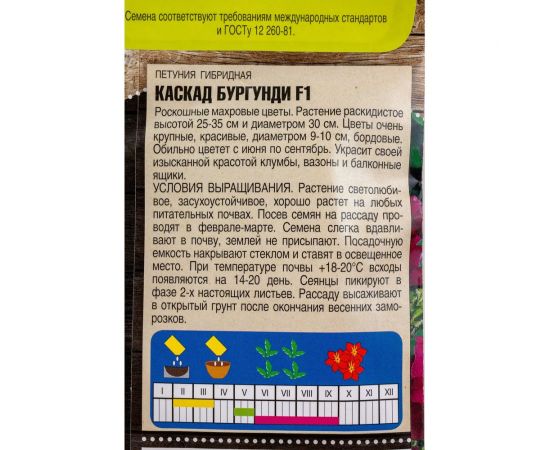 Семена соответствуют требованиям международных стандартов
и ГОСТу 12 260-81.
ПЕТУНИЯ ГИБРИДНАЯ
КАСКАД БУРГУНДИ F1
Роскошные махровые цветы. Растение раскидистое
высотой 25-35 см и диаметром 30 см. Цветы очень
крупные, красивые, диаметром 9-10 см, бордовые.
Обильно цветет с июня по сентябрь. Украсит своей
изысканной красотой клумбы, вазоны и балконные
ящики.
УСЛОВИЯ ВЫРАЩИВАНИЯ. Растение светолюби-
вое, засухоустойчивое, хорошо растет на любых
питательных почвах. Посев семян на рассаду про-
водят в феврале-марте. Семена слегка вдавли-
вают в почву, землей не присыпают. Посадочную
емкость накрывают стеклом и ставят в освещенное
место. При температуре почвы +18-20°С всходы
появляются на 14-20 день. Сеянцы пикируют в
фазе 2-х настоящих листьев. Рассаду высаживают
в открытый грунт после окончания весенних замо-
розков.
I II III IV V VI VII VIII IX X XI XII